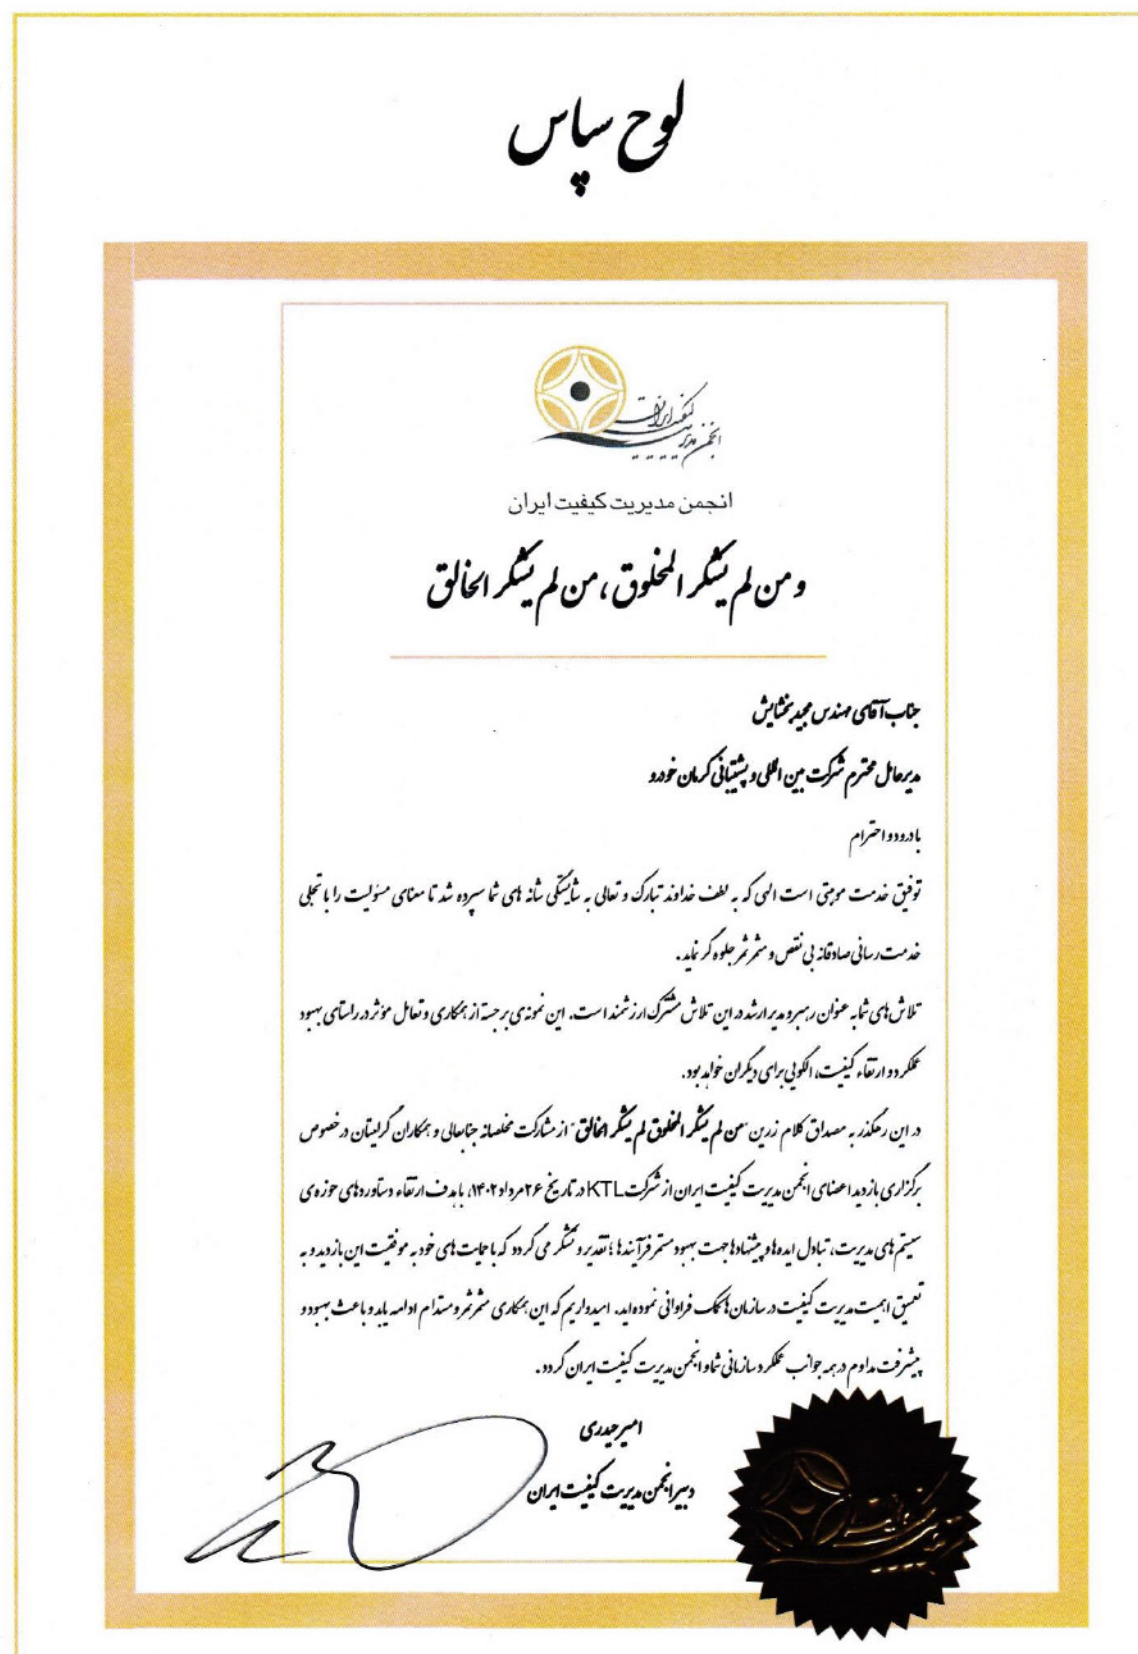 لوح سپاس
انجمن مدیریت کیفیت ایران
انجمن مدیریت کیفیت ایران
و من لم یشکر المخلوق ، من لم یشکر الخالق
جناب آقای مهندس مجید بخشایش
مدیرعامل محترم شرکت بین المللی و پشتیبانی کرمان خودرو
با درود و احترام
توفیق خدمت موهبتی است الهی که به لطف خداوند تبارک و تعالی به شایستگی شانه های شما سپرده شد تا معنای مسئولیت را با تجلی
خدمت رسانی صادقانه بی نقص و مثمرثمر جلوه گر نماید.
تلاش های شما به عنوان رهبر و مدیر ارشد در این تلاش مشترک ارزشمند است. این نمونه ی برجسته از همکاری و تعامل مؤثر در راستای بهبود
عملکرد و ارتقاء کیفیت، الگویی برای دیگران خواهد بود.
در این رهگذر به مصداق کلام زرین "من لم یشکر المخلوق لم یشکر الخالق" از مشارکت مخلصانه جنابعالی و همکاران گرامیتان در خصوص
برگزاری بازدید اعضای انجمن مدیریت کیفیت ایران از شرکت KTL در تاریخ ۲۶ مرداد ۱۴۰۲، با هدف ارتقاء دستاوردهای حوزه ی
سیستم های مدیریت، تبادل ایده ها و پیشنهادها جهت بهبود مستمر فرآیندها ؛ تقدیر و تشکر می گردد که با حمایت های خود به موفقیت این بازدید و به
تعمیق اهمیت مدیریت کیفیت در سازمان ها کمک فراوانی نموده اید. امیدواریم که این همکاری مثمرثمر و مستدام ادامه یابد و باعث بهبود و
پیشرفت مداوم در همه جوانب عملکرد سازمانی شما و انجمن مدیریت کیفیت ایران گردد.
امیر حیدری
دبیر انجمن مدیریت کیفیت ایران